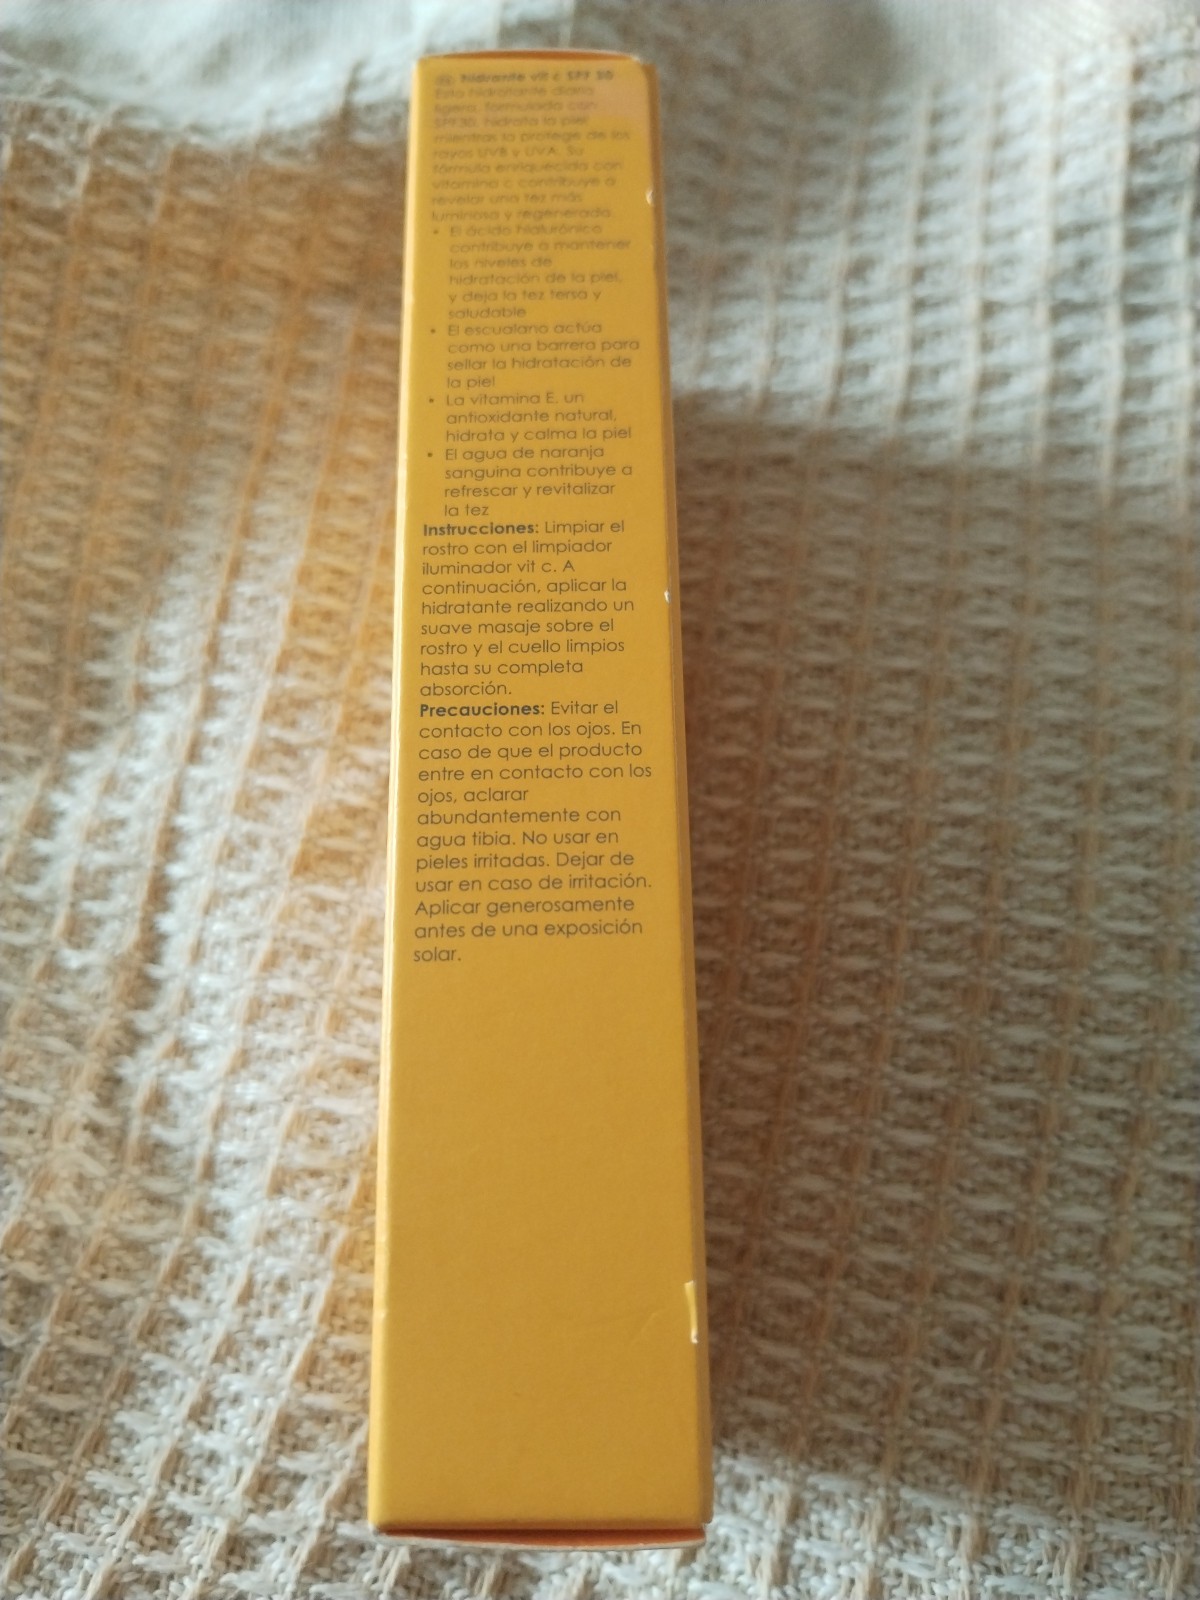 hidrante vit c SPF 30
Esta hidratante diaria
ligera, formulada con
SPF30, hidrata la piel
mientras la protege de los
rayos UVB y UVA. Su
fórmula enriquecida con
vitamina c contribuye a
revelar una tez más
luminosa y regenerada
• El ácido hialurónico
contribuye a mantener
los niveles de
hidratación de la piel,
y deja la tez tersa y
saludable
• El escualano actúa
como una barrera para
sellar la hidratación de
la piel
• La vitamina E, un
antioxidante natural,
hidrata y calma la piel
• El agua de naranja
sanguina contribuye a
refrescar y revitalizar
la tez
Instrucciones: Limpiar el
rostro con el limpiador
iluminador vit c. A
continuación, aplicar la
hidratante realizando un
suave masaje sobre el
rostro y el cuello limpios
hasta su completa
absorción.
Precauciones: Evitar el
contacto con los ojos. En
caso de que el producto
entre en contacto con los
ojos, aclarar
abundantemente con
agua tibia. No usar en
pieles irritadas. Dejar de
usar en caso de irritación.
Aplicar generosamente
antes de una exposición
solar.